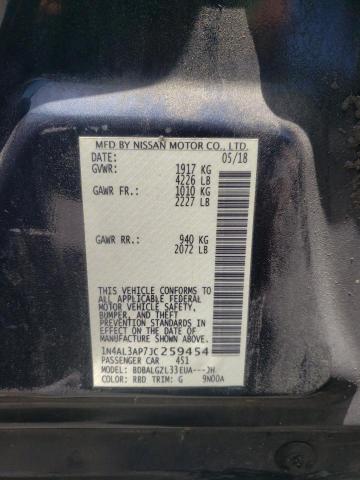 MFD BY NISSAN MOTOR CO., LTD.
DATE: 05/18
GVWR: 1917 KG
4226 LB
GAWR FR: 1010 KG
2227 LB
GAWR RR: 940 KG
2072 LB
THIS VEHICLE CONFORMS TO ALL
APPLICABLE FEDERAL
MOTOR VEHICLE SAFETY,
BUMPER, AND THEFT
PREVENTION STANDARDS
IN EFFECT ON THE DATE OF
MANUFACTURE SHOWN ABOVE.
1N4AL3AP7JC259454
PASSENGER CAR 451
MODEL: BDBALGZL33EUA---JH
COLOR: RBD TRIM: G 9N00A